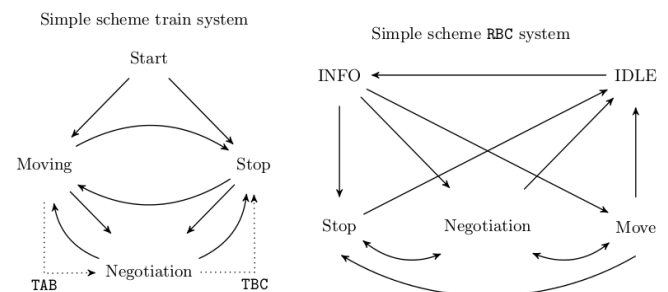 Simple scheme train system
Start
Moving
Stop
Negotiation
TAB
TBC
Simple scheme RBC system
INFO
IDLE
Stop
Negotiation
Move